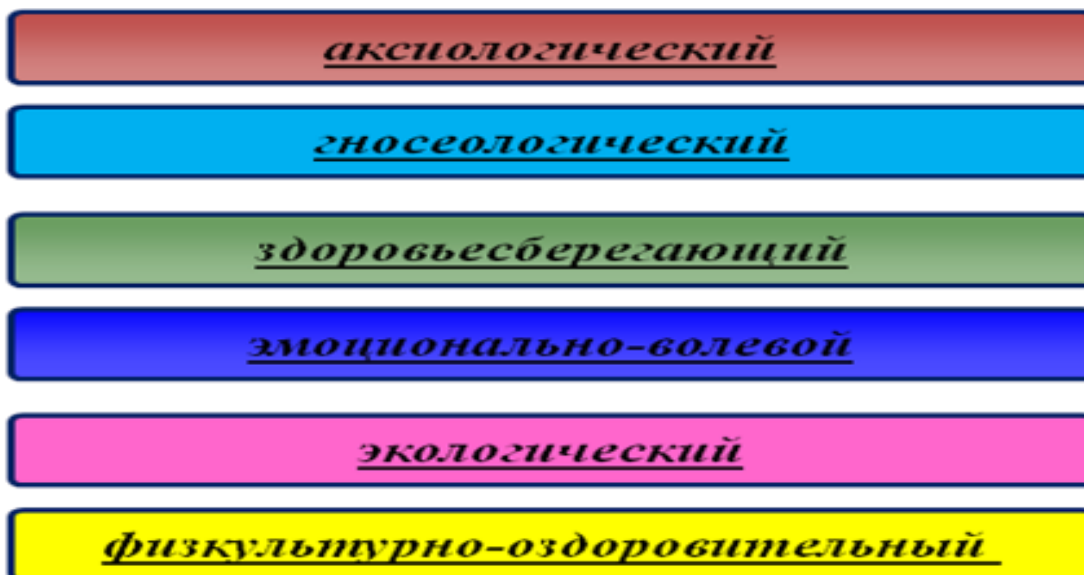 аксиологический
гносеологический
здоровьесберегающий
эмоционально-волевой
экологический
физкультурно-оздоровительный